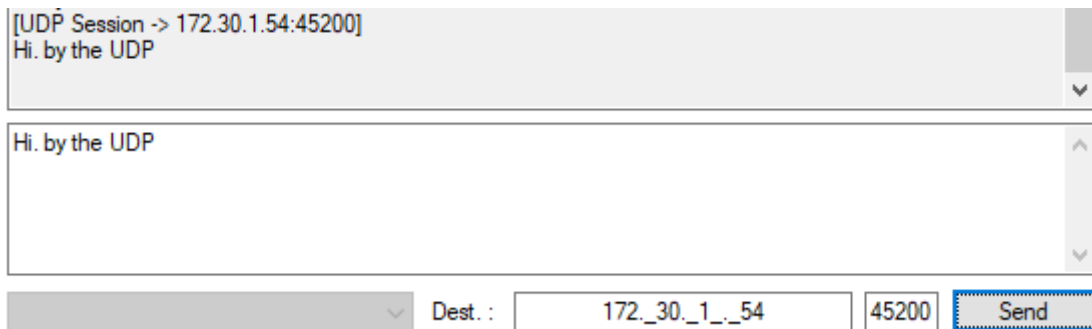 [UDP Session -> 172.30.1.54:45200]
Hi. by the UDP
Hi. by the UDP
Dest. : 172._30._1_._54 45200 Send